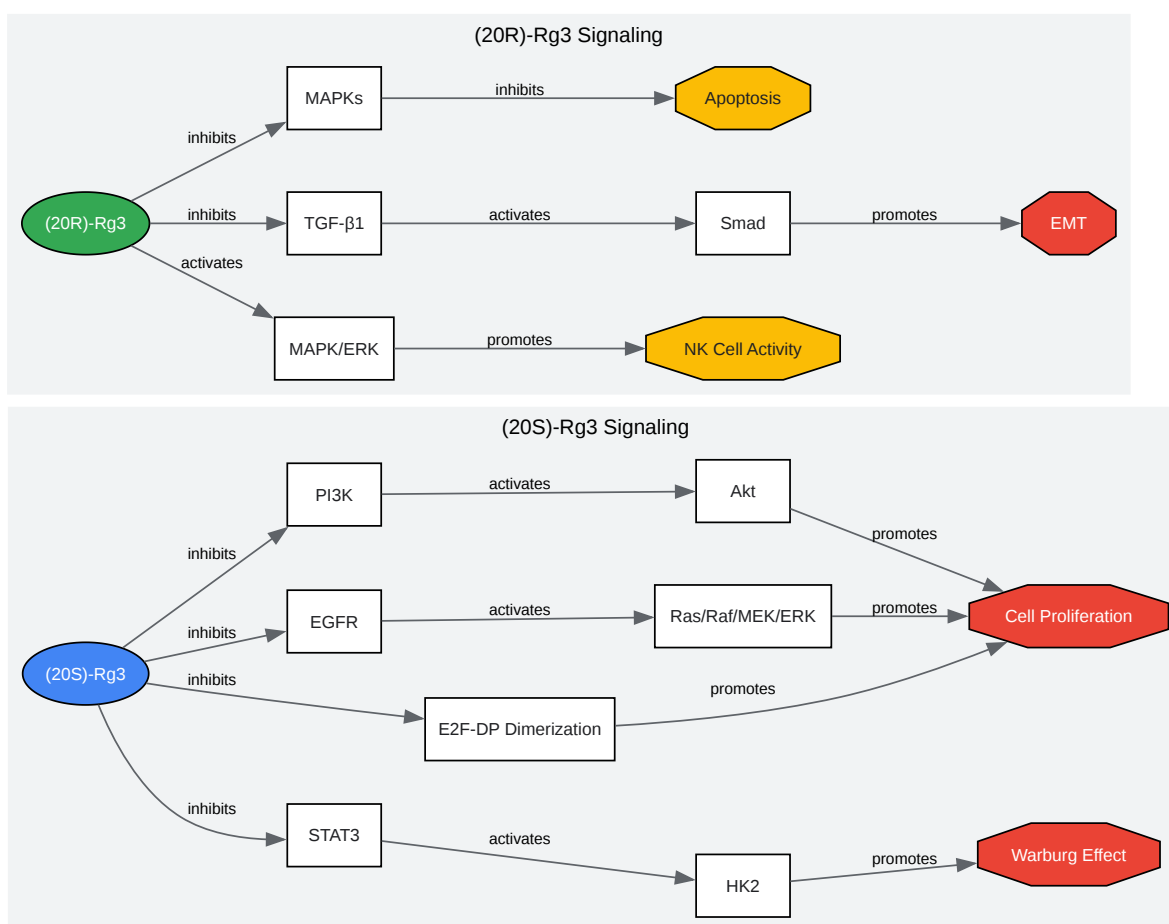 (20R)-Rg3 Signaling
MAPKs
inhibits
Apoptosis
inhibits
(20R)-Rg3
inhibits
TGF-β1
activates
Smad
promotes
EMT
activates
MAPK/ERK
promotes
NK Cell Activity
(20S)-Rg3 Signaling
PI3K
activates
Akt
inhibits
promotes
EGFR
activates
Ras/Raf/MEK/ERK
promotes
Cell Proliferation
inhibits
(20S)-Rg3
inhibits
E2F-DP Dimerization
promotes
inhibits
STAT3
activates
HK2
promotes
Warburg Effect